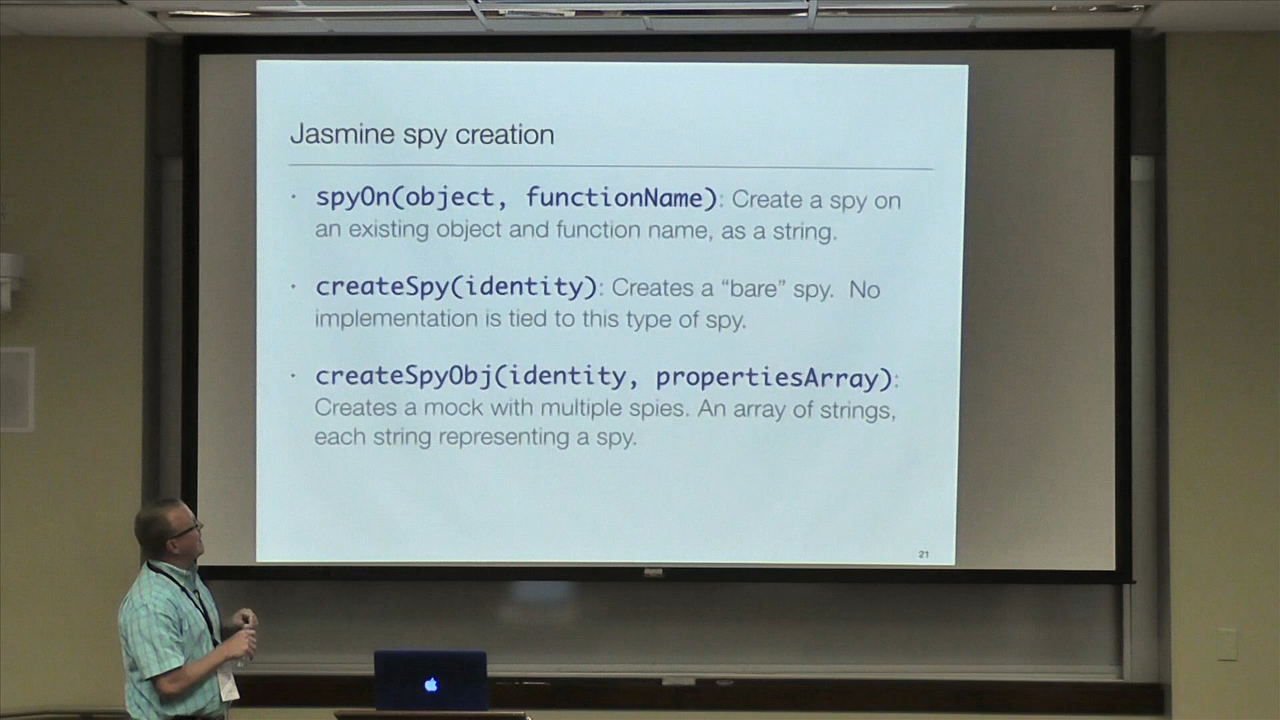 Jasmine spy creation
· spyOn(object, functionName): Create a spy on
an existing object and function name, as a string.
· createSpy(identity): Creates a “bare” spy.  No
implementation is tied to this type of spy.
· createSpyObj(identity, propertiesArray):
Creates a mock with multiple spies. An array of strings,
each string representing a spy.
21